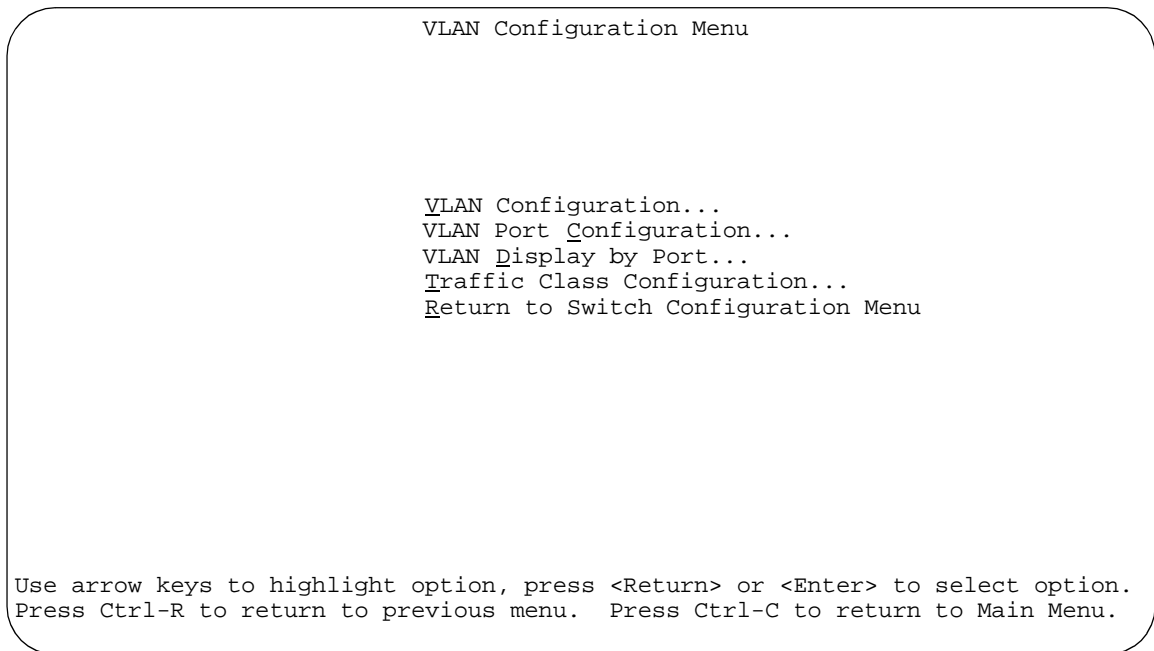 VLAN Configuration Menu
VLAN Configuration...
VLAN Port Configuration...
VLAN Display by Port...
Traffic Class Configuration...
Return to Switch Configuration Menu
Use arrow keys to highlight option, press <Return> or <Enter> to select option.
Press Ctrl-R to return to previous menu.  Press Ctrl-C to return to Main Menu.